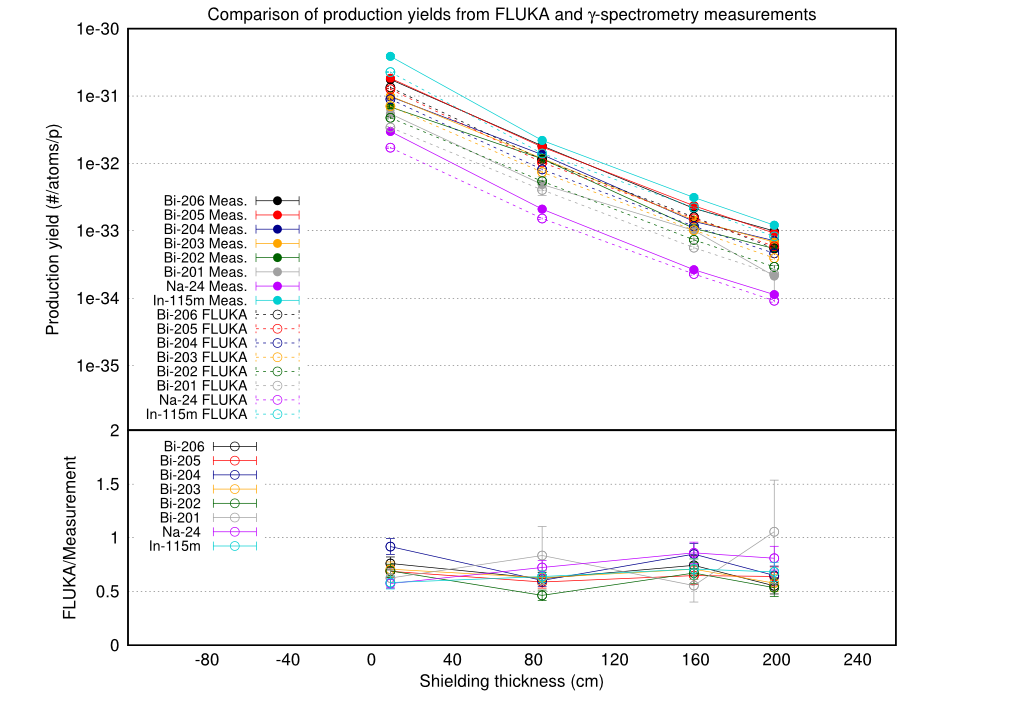 Comparison of production yields from FLUKA and γ-spectrometry measurements
1e-30
1e-31
1e-32
1e-33
1e-34
1e-35
Production yield (#/atoms/p)
Bi-206 Meas.
Bi-205 Meas.
Bi-204 Meas.
Bi-203 Meas.
Bi-202 Meas.
Bi-201 Meas.
Na-24 Meas.
In-115m Meas.
Bi-206 FLUKA
Bi-205 FLUKA
Bi-204 FLUKA
Bi-203 FLUKA
Bi-202 FLUKA
Bi-201 FLUKA
Na-24 FLUKA
In-115m FLUKA
2
1.5
1
0.5
0
FLUKA/Measurement
Bi-206
Bi-205
Bi-204
Bi-203
Bi-202
Bi-201
Na-24
In-115m
-80 -40 0 40 80 120 160 200 240
Shielding thickness (cm)